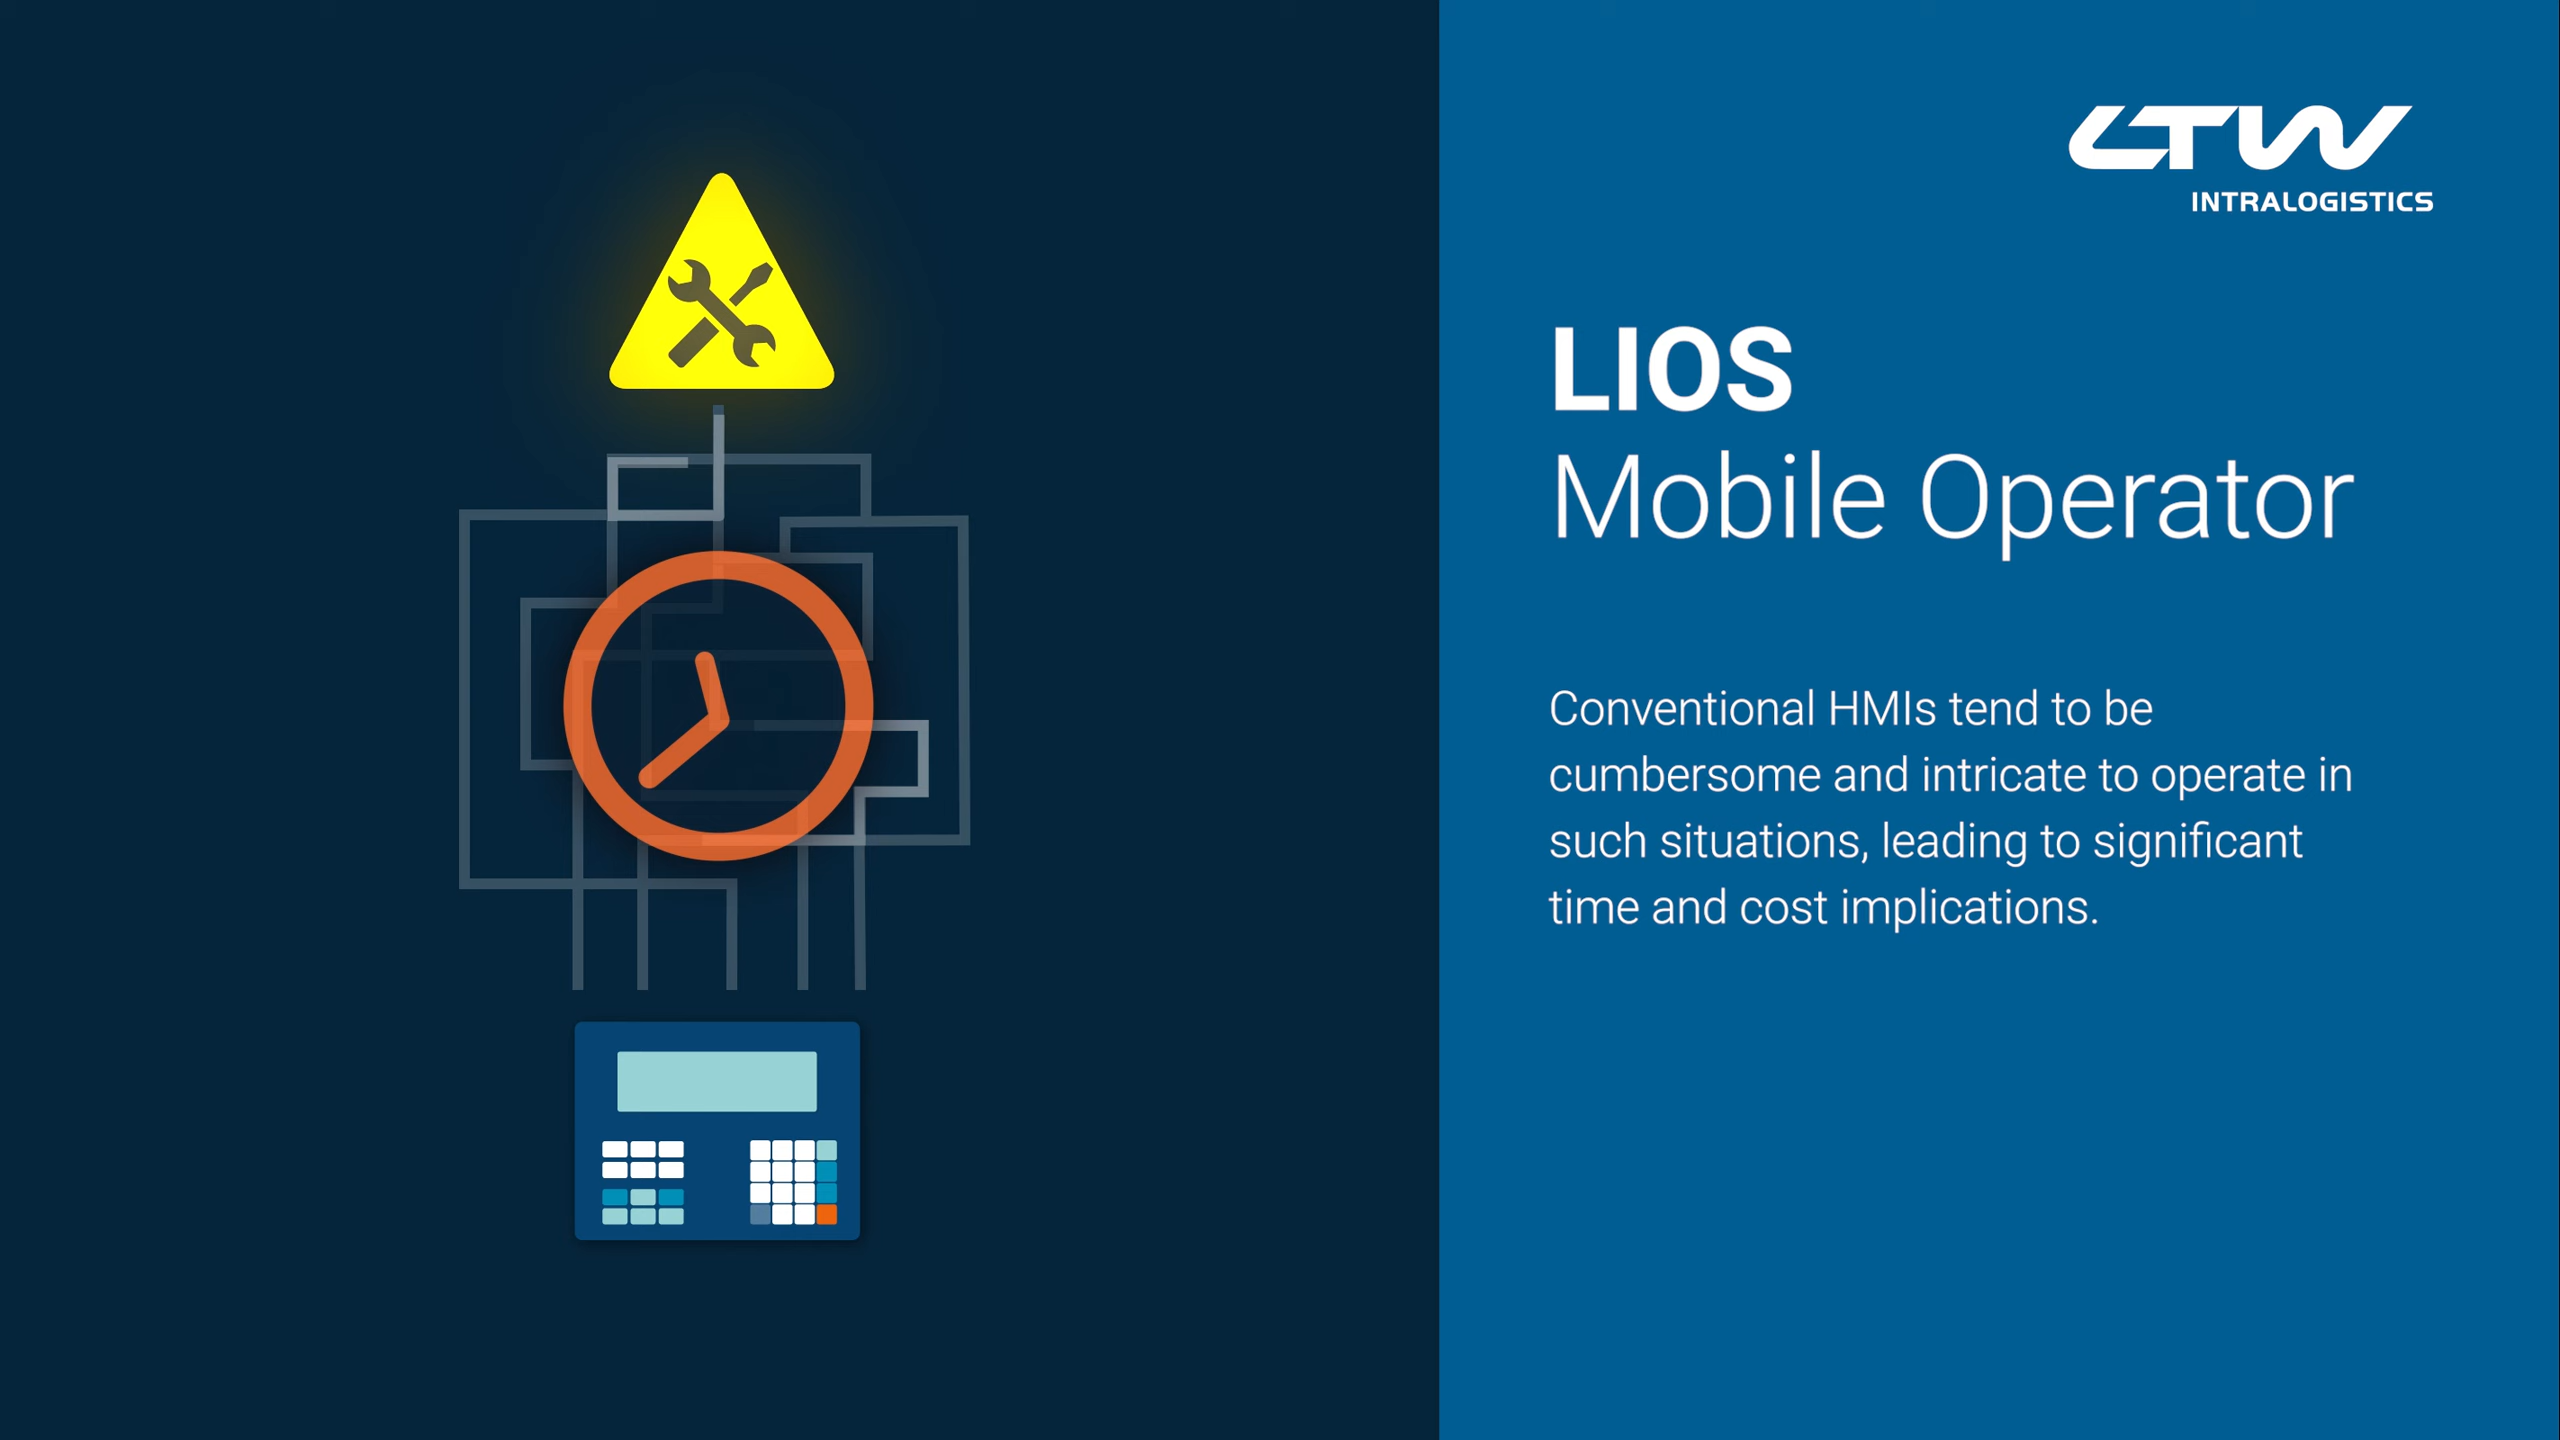 LTW
INTRALOGISTICS
LIOS
Mobile Operator
Conventional HMIs tend to be
cumbersome and intricate to operate in
such situations, leading to significant
time and cost implications.